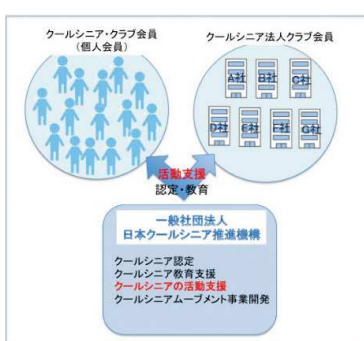 クールシニア・クラブ会員
(個人会員)
クールシニア法人クラブ会員
A社 B社 C社
D社 E社 F社 G社
活動支援
認定・教育
一般社団法人
日本クールシニア推進機構
クールシニア認定
クールシニア教育支援
クールシニアの活動支援
クールシニアムーブメント事業開発